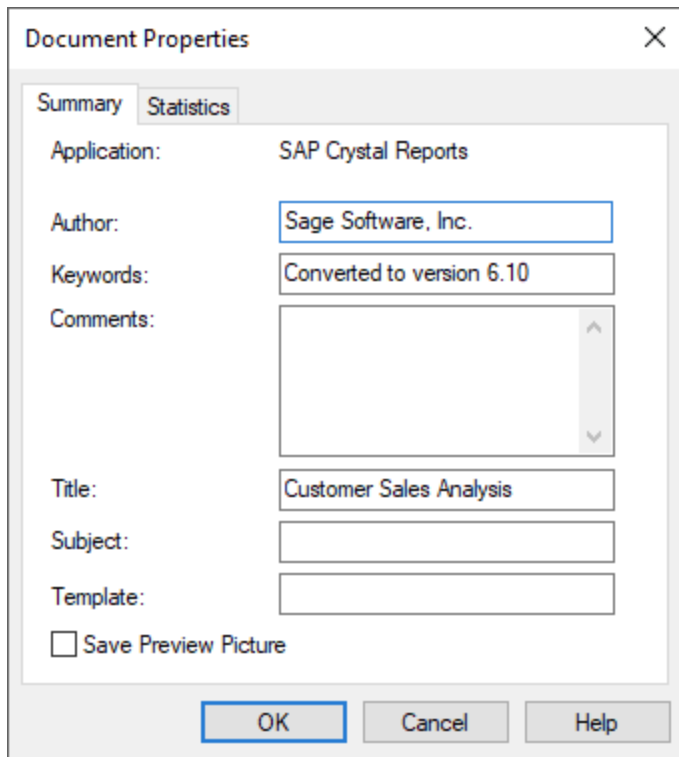 Document Properties
Summary Statistics
Application: SAP Crystal Reports
Author: Sage Software, Inc.
Keywords: Converted to version 6.10
Comments:
Title: Customer Sales Analysis
Subject:
Template:
Save Preview Picture
OK Cancel Help